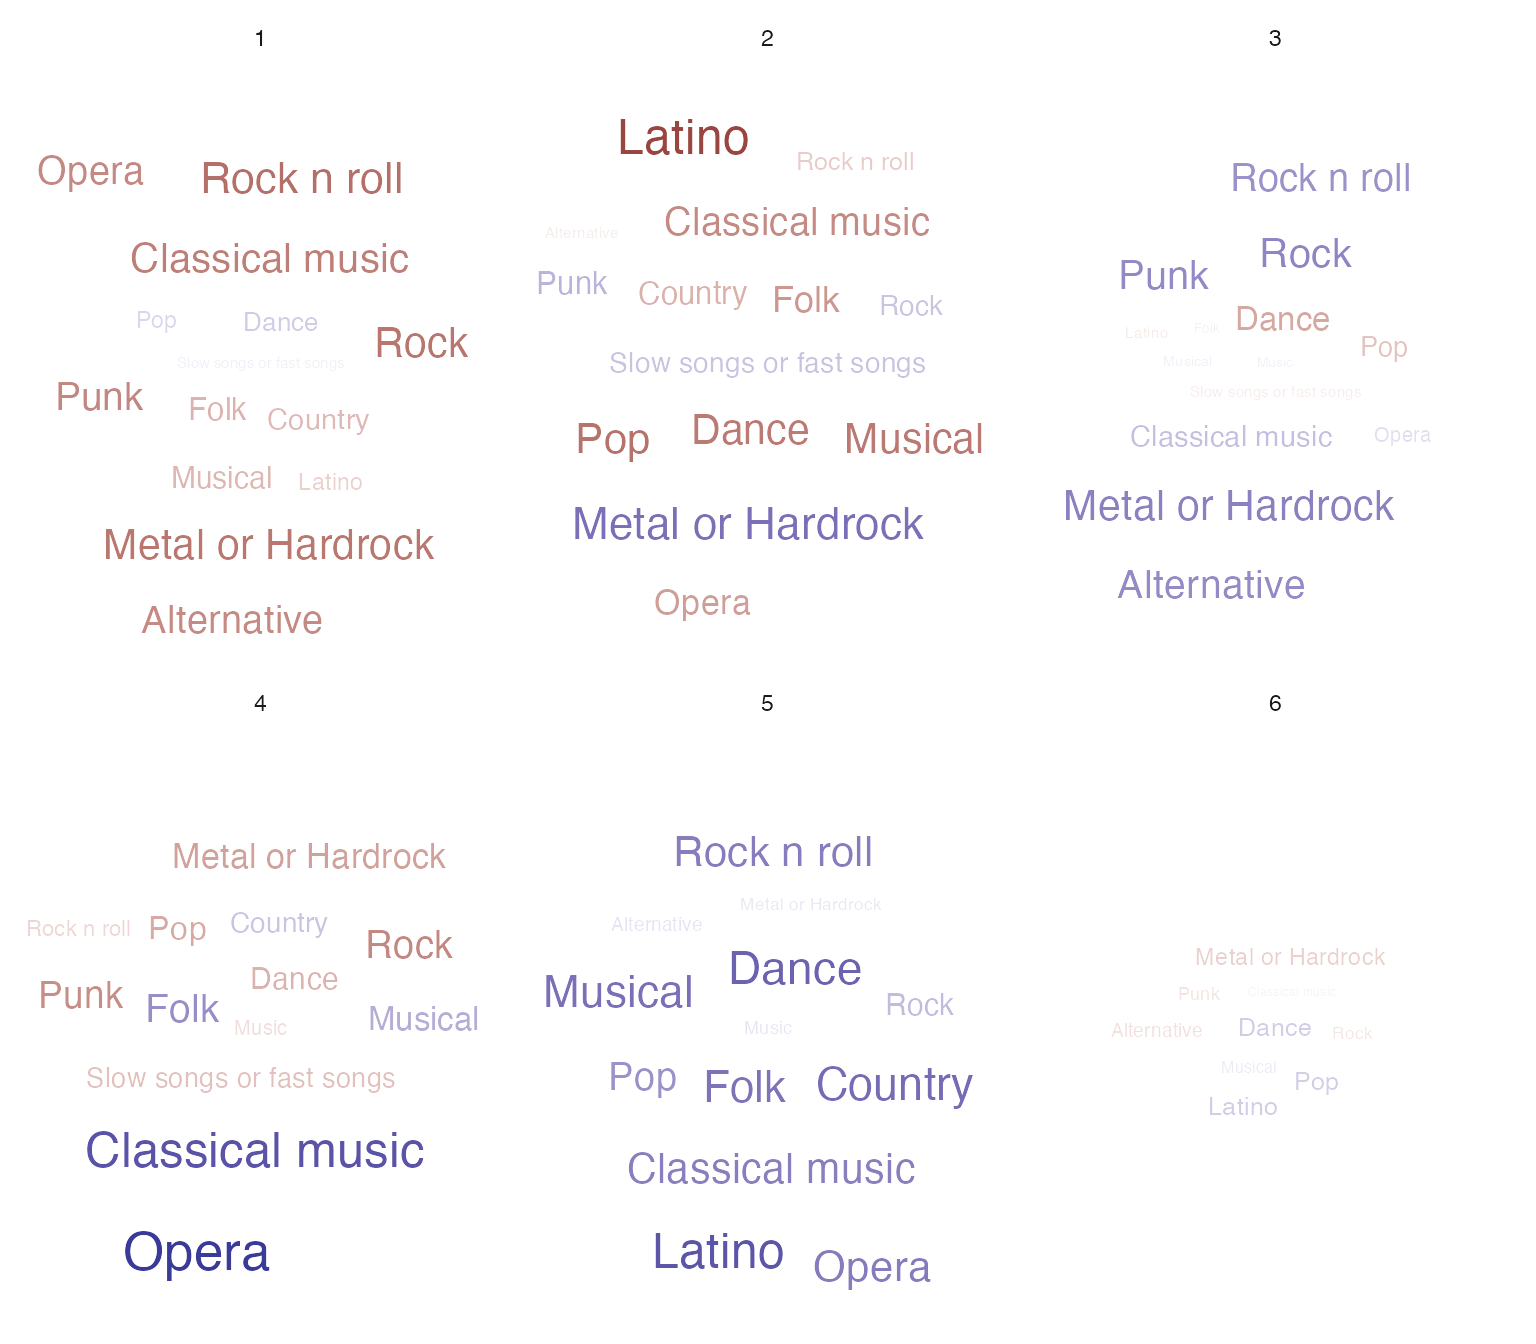 1
Opera
Rock n roll
Classical music
Pop
Dance
Rock
Slow songs or fast songs
Punk
Folk
Country
Musical
Latino
Metal or Hardrock
Alternative
2
Latino
Rock n roll
Classical music
Alternative
Punk
Country
Folk
Rock
Slow songs or fast songs
Pop
Dance
Musical
Metal or Hardrock
Opera
3
Rock n roll
Rock
Punk
Dance
Latino
Folk
Pop
Musical
Music
Slow songs or fast songs
Classical music
Opera
Metal or Hardrock
Alternative
4
Metal or Hardrock
Rock n roll
Pop
Country
Rock
Dance
Punk
Folk
Music
Musical
Slow songs or fast songs
Classical music
Opera
5
Rock n roll
Metal or Hardrock
Alternative
Dance
Musical
Rock
Music
Pop
Folk
Country
Classical music
Latino
Opera
6
Metal or Hardrock
Punk
Classical music
Alternative
Dance
Rock
Musical
Pop
Latino